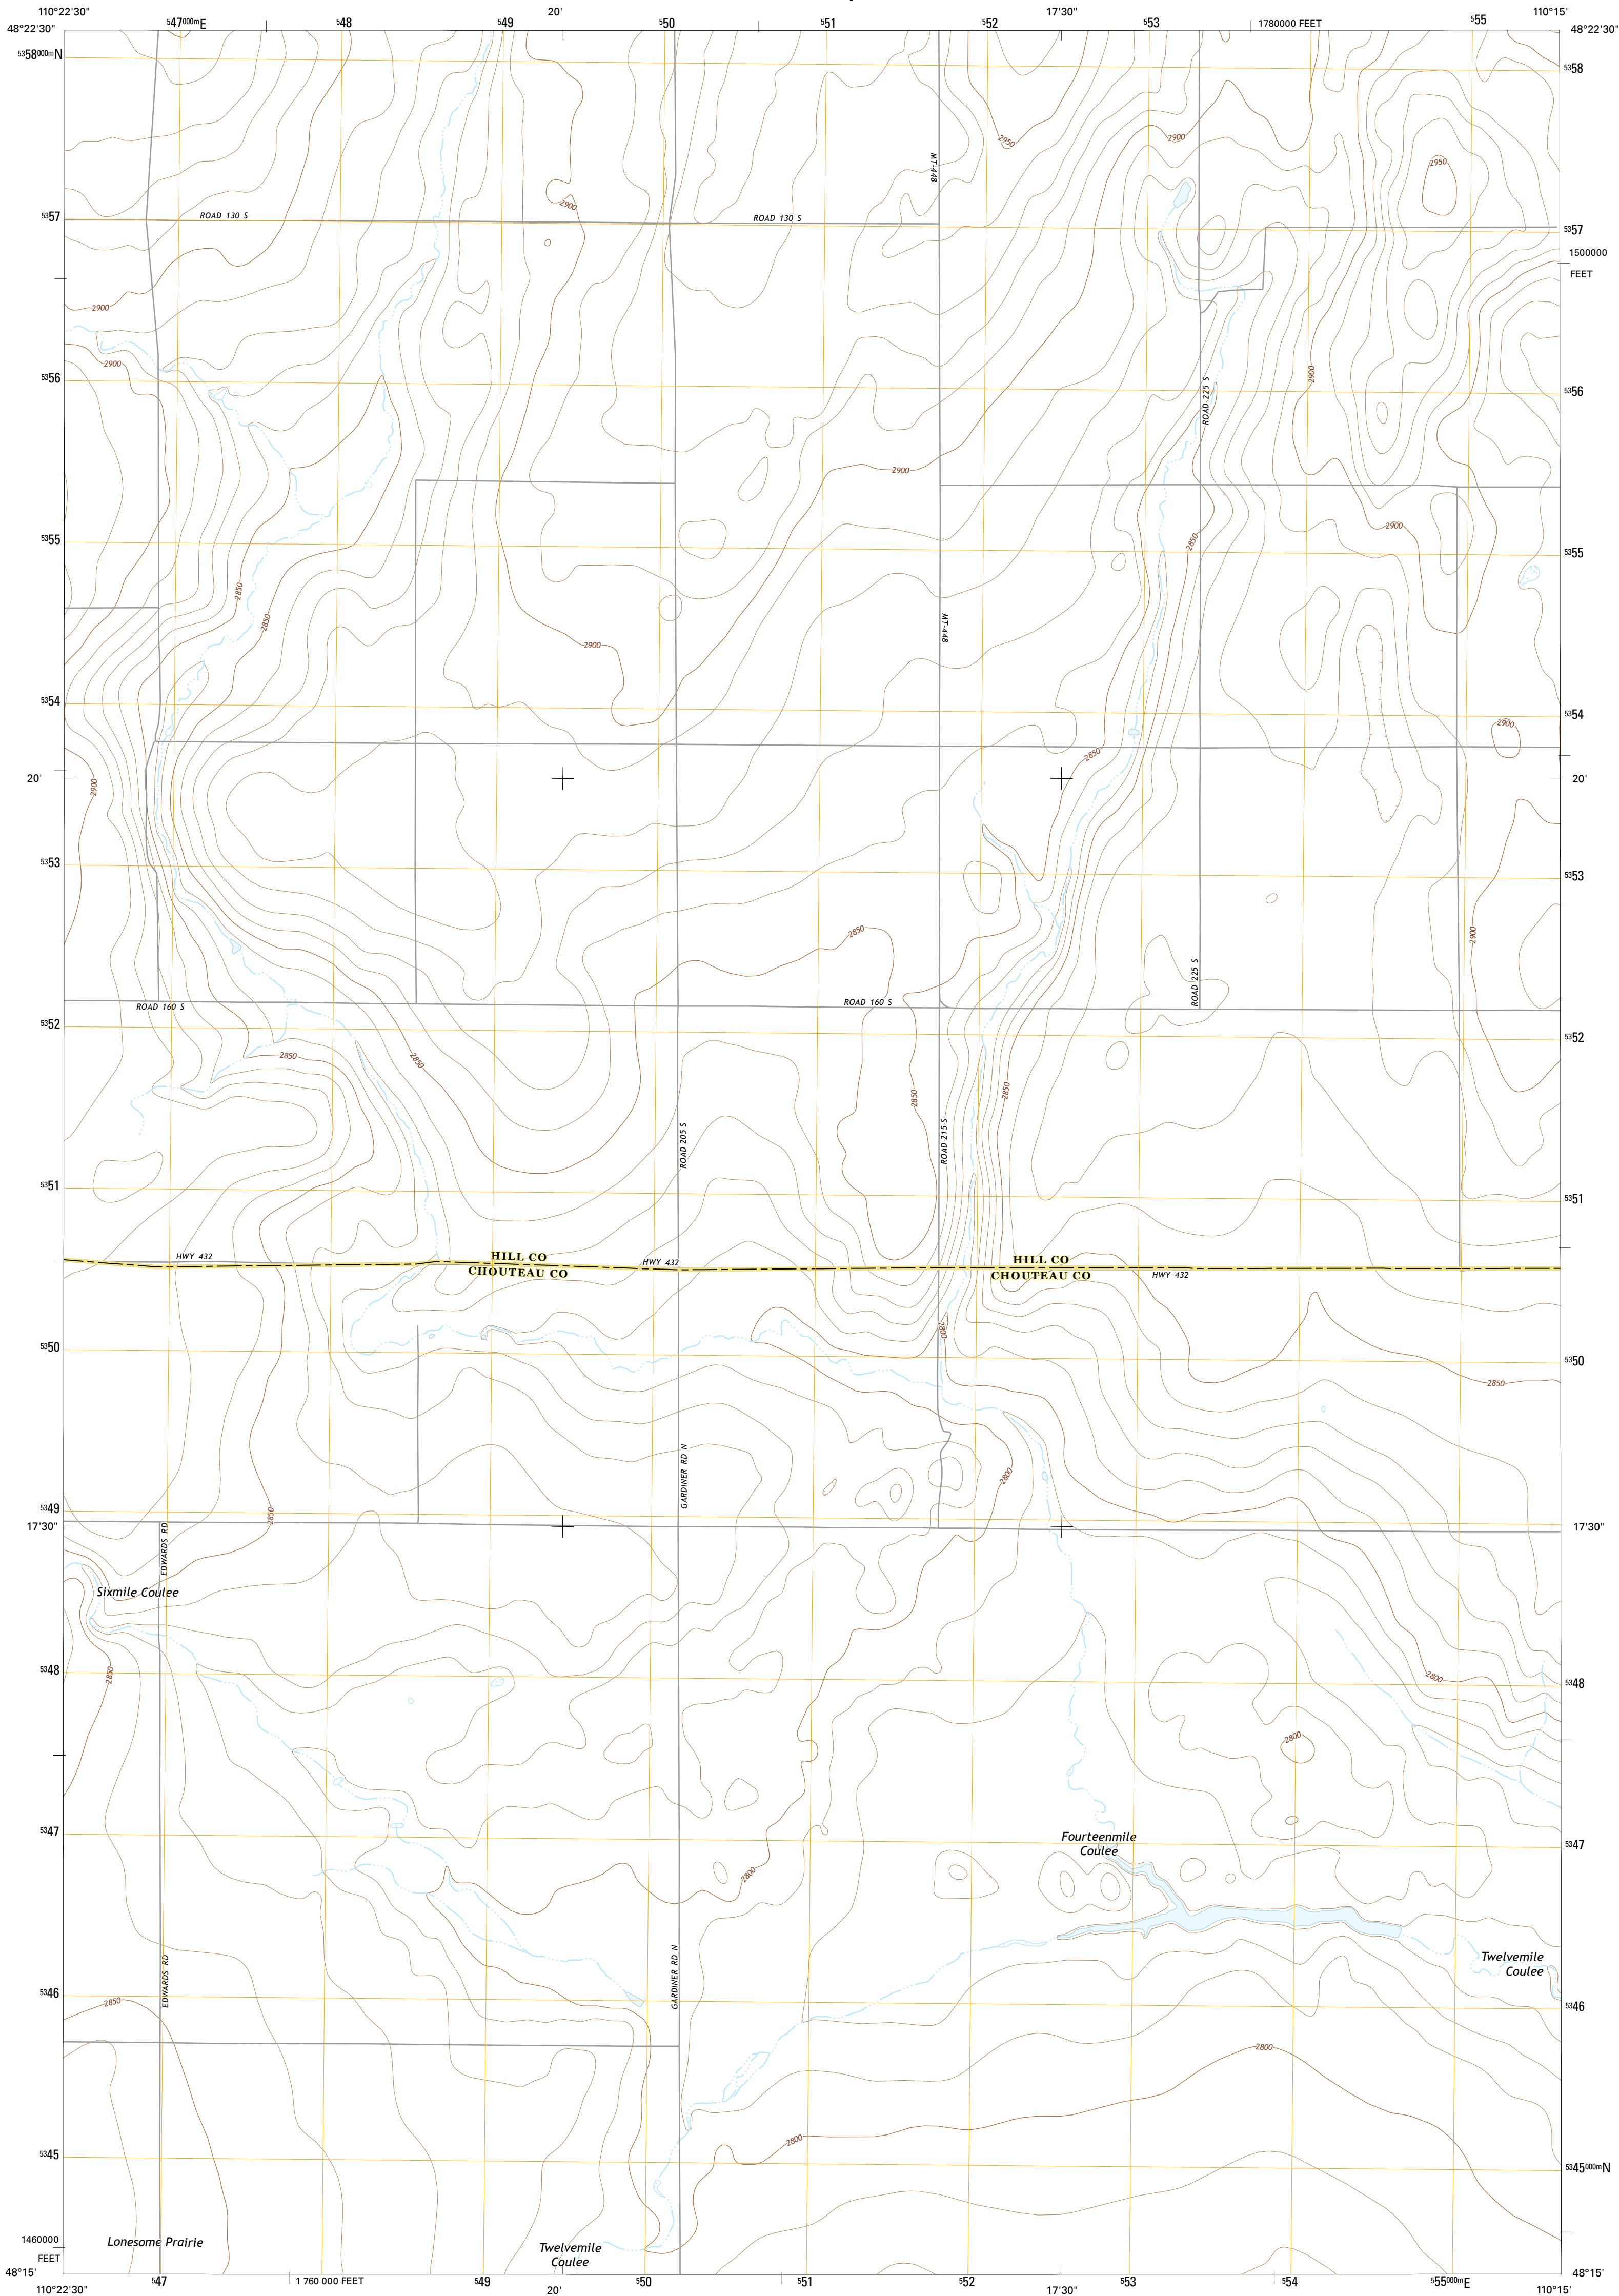 110°22'30"
547000mE
548
549
20'
550
551
552
17'30"
553
1780000 FEET
555
110°15'
48°22'30"
48°22'30"
5358000mN
5358
2950
2900
MT-448
2950
5357
ROAD 130 S
2900
ROAD 130 S
5357
1500000
FEET
2900
2900
5356
2900
ROAD 225 S
5356
2900
2900
5355
2850
5355
2850
2850
MT-448
2900
5354
5354
2900
2850
20'
2900
20'
5353
5353
2850
2900
ROAD 225 S
ROAD 160 S
ROAD 160 S
5352
5352
2850
2850
2850
2850
ROAD 205 S
ROAD 215 S
5351
5351
HWY 432
HILL CO
CHOUTEAU CO
HWY 432
HILL CO
CHOUTEAU CO
HWY 432
2800
5350
5350
2850
GARDINER RD N
2800
5349
2850
17'30"
17'30"
EDWARDS RD
Sixmile Coulee
5348
2850
2800
5348
2800
5347
Fourteenmile
Coulee
5347
2800
EDWARDS RD
GARDINER RD N
Twelvemile
Coulee
5346
2850
5346
2800
2800
5345
5345000mN
1460000
FEET
Lonesome Prairie
Twelvemile
Coulee
48°15'
48°15'
110°22'30"
547
1 760 000 FEET
549
20'
550
551
552
17'30"
553
554
555000mE
110°15'